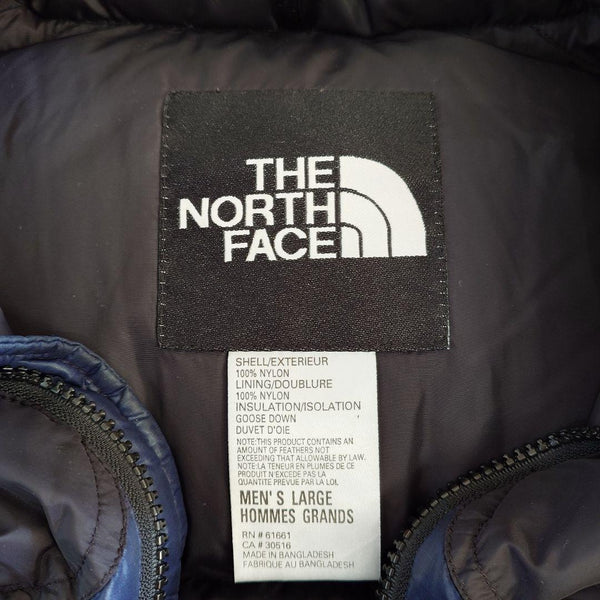 THE
NORTH
FACE
SHELL/EXTERIEUR
100% NYLON
LINING/DOUBLURE
100% NYLON
INSULATION/ISOLATION
GOOSE DOWN
DUVET D'OIE
NOTE:THIS PRODUCT CONTAINS AN
AMOUNT OF FEATHERS NOT
EXCEEDING THAT ALLOWABLE BY LAW.
NOTA:LA TENEUR EN PLUMES DE CE
PRODUIT N'EXCEDE PAS LA
QUANTITE PREVUE PAR LA LOI.
MEN'S LARGE
HOMMES GRANDS
RN # 61661
CA # 30516
MADE IN BANGLADESH
FABRIQUE AU BANGLADESH